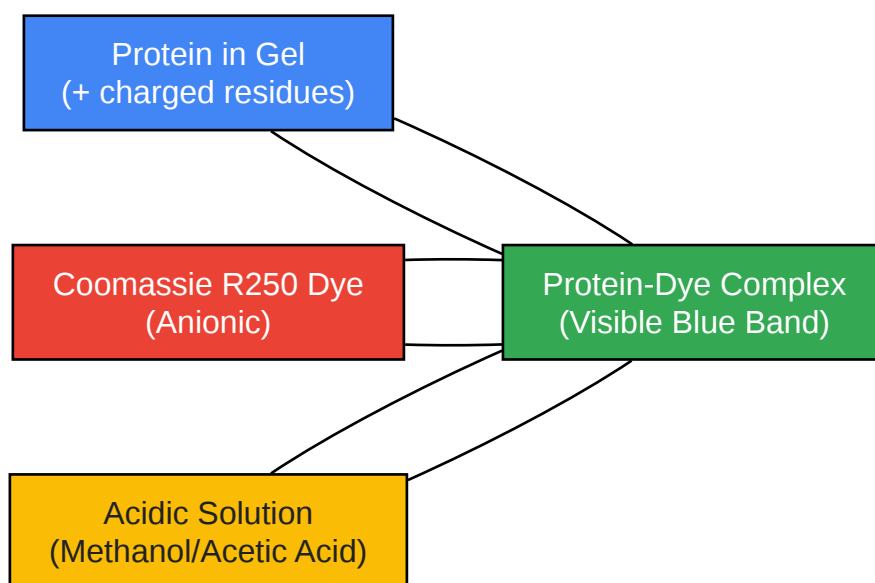 Protein in Gel
(+ charged residues)
Coomassie R250 Dye
(Anionic)
Protein-Dye Complex
(Visible Blue Band)
Acidic Solution
(Methanol/Acetic Acid)